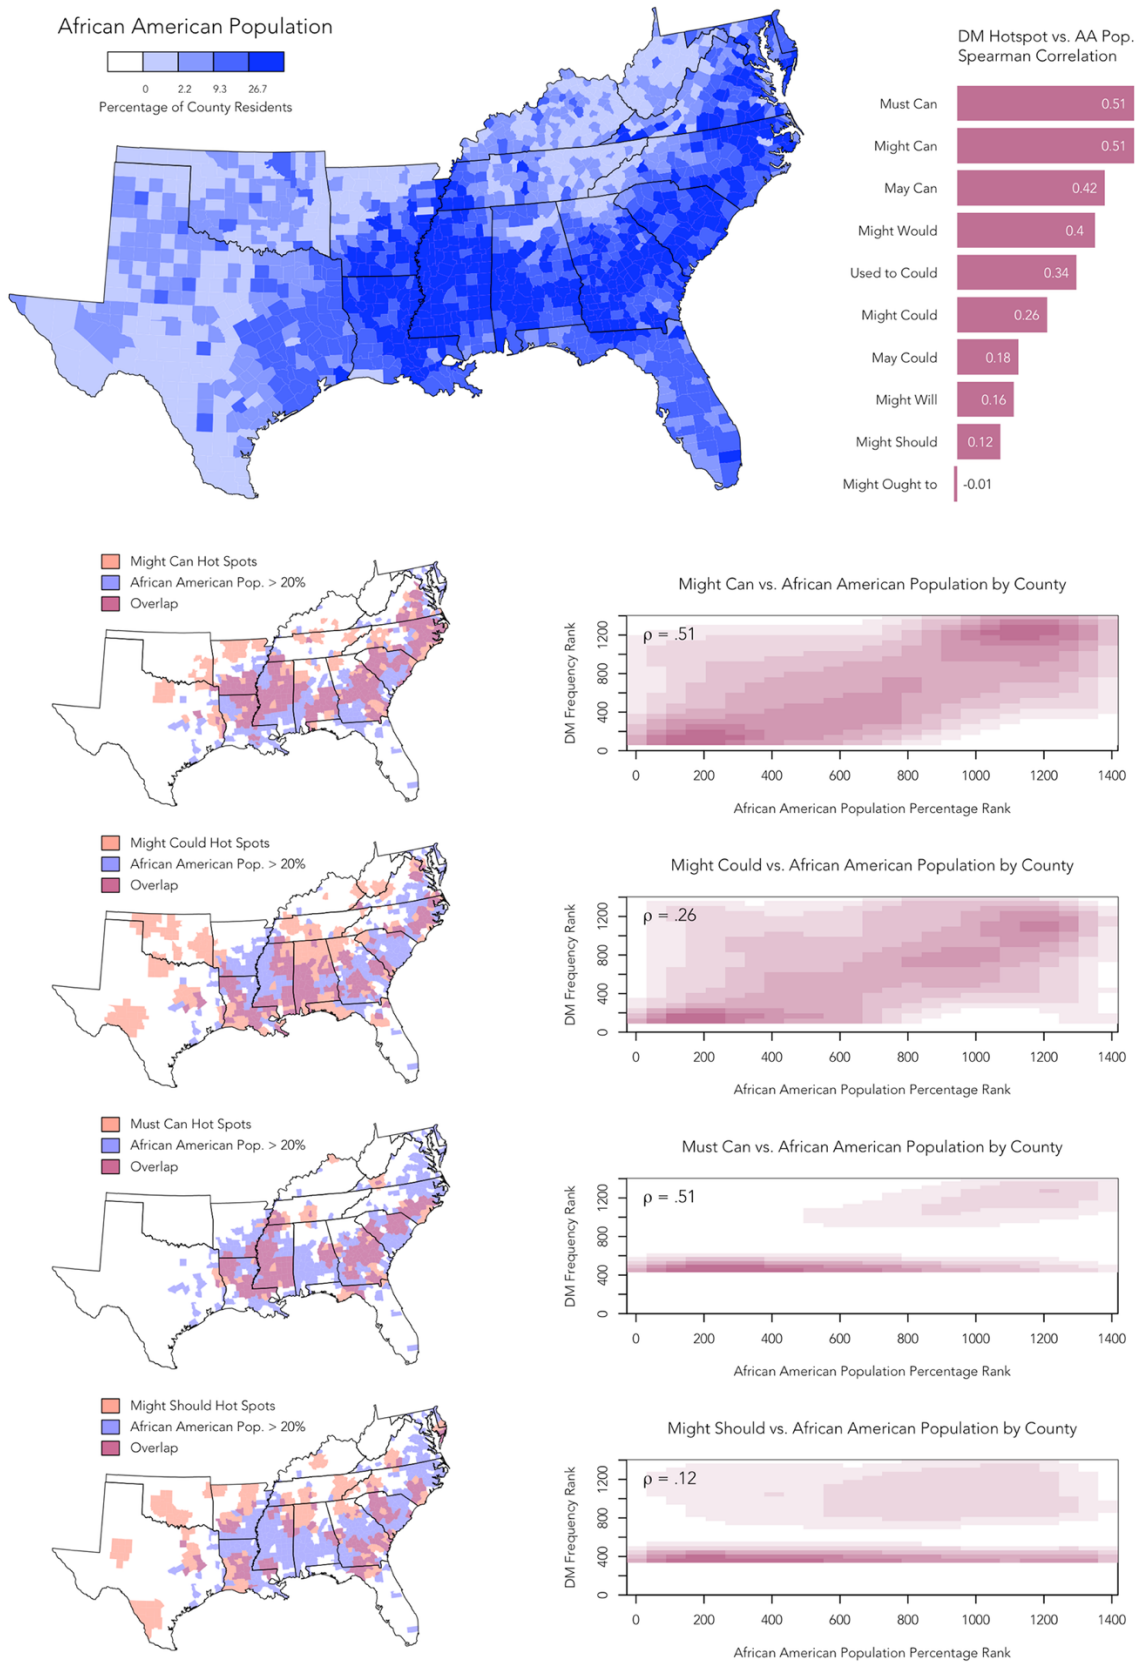 African American Population
0 2.2 9.3 26.7
Percentage of County Residents
DM Hotspot vs. AA Pop.
Spearman Correlation
Must Can 0.51
Might Can 0.51
May Can 0.42
Might Would 0.4
Used to Could 0.34
Might Could 0.26
May Could 0.18
Might Will 0.16
Might Should 0.12
Might Ought to -0.01
Might Can Hot Spots
African American Pop. > 20%
Overlap
Might Can vs. African American Population by County
ρ = .51
DM Frequency Rank
0 400 800 1200
0 200 400 600 800 1000 1200 1400
African American Population Percentage Rank
Might Could Hot Spots
African American Pop. > 20%
Overlap
Might Could vs. African American Population by County
ρ = .26
DM Frequency Rank
0 400 800 1200
0 200 400 600 800 1000 1200 1400
African American Population Percentage Rank
Must Can Hot Spots
African American Pop. > 20%
Overlap
Must Can vs. African American Population by County
ρ = .51
DM Frequency Rank
0 400 800 1200
0 200 400 600 800 1000 1200 1400
African American Population Percentage Rank
Might Should Hot Spots
African American Pop. > 20%
Overlap
Might Should vs. African American Population by County
ρ = .12
DM Frequency Rank
0 400 800 1200
0 200 400 600 800 1000 1200 1400
African American Population Percentage Rank